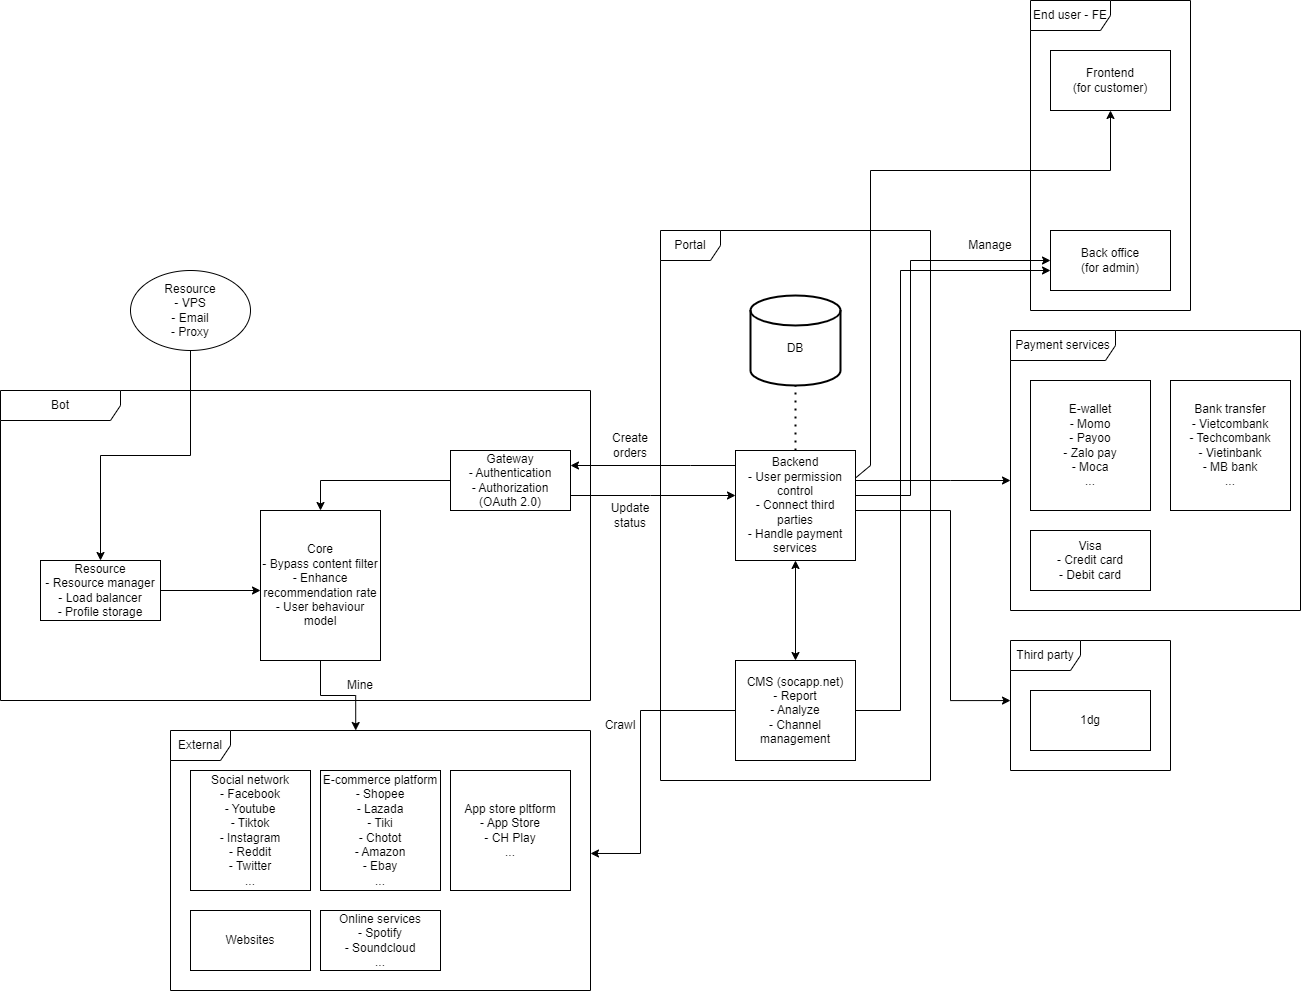 End user - FE
Frontend
(for customer)
Back office
(for admin)
Manage
Portal
DB
Resource
- VPS
- Email
- Proxy
Payment services
E-wallet
- Momo
- Payoo
- Zalo pay
- Moca
...
Bank transfer
- Vietcombank
- Techcombank
- Vietinbank
- MB bank
...
Visa
- Credit card
- Debit card
Bot
Gateway
- Authentication
- Authorization
(OAuth 2.0)
Create
orders
Update
status
Backend
- User permission
control
- Connect third
parties
- Handle payment
services
Core
- Bypass content filter
- Enhance
recommendation rate
- User behaviour
model
Resource
- Resource manager
- Load balancer
- Profile storage
Mine
CMS (socapp.net)
- Report
- Analyze
- Channel
management
Crawl
Third party
1dg
External
Social network
- Facebook
- Youtube
- Tiktok
- Instagram
- Reddit
- Twitter
...
E-commerce platform
- Shopee
- Lazada
- Tiki
- Chotot
- Amazon
- Ebay
...
App store pltform
- App Store
- CH Play
...
Websites
Online services
- Spotify
- Soundcloud
...